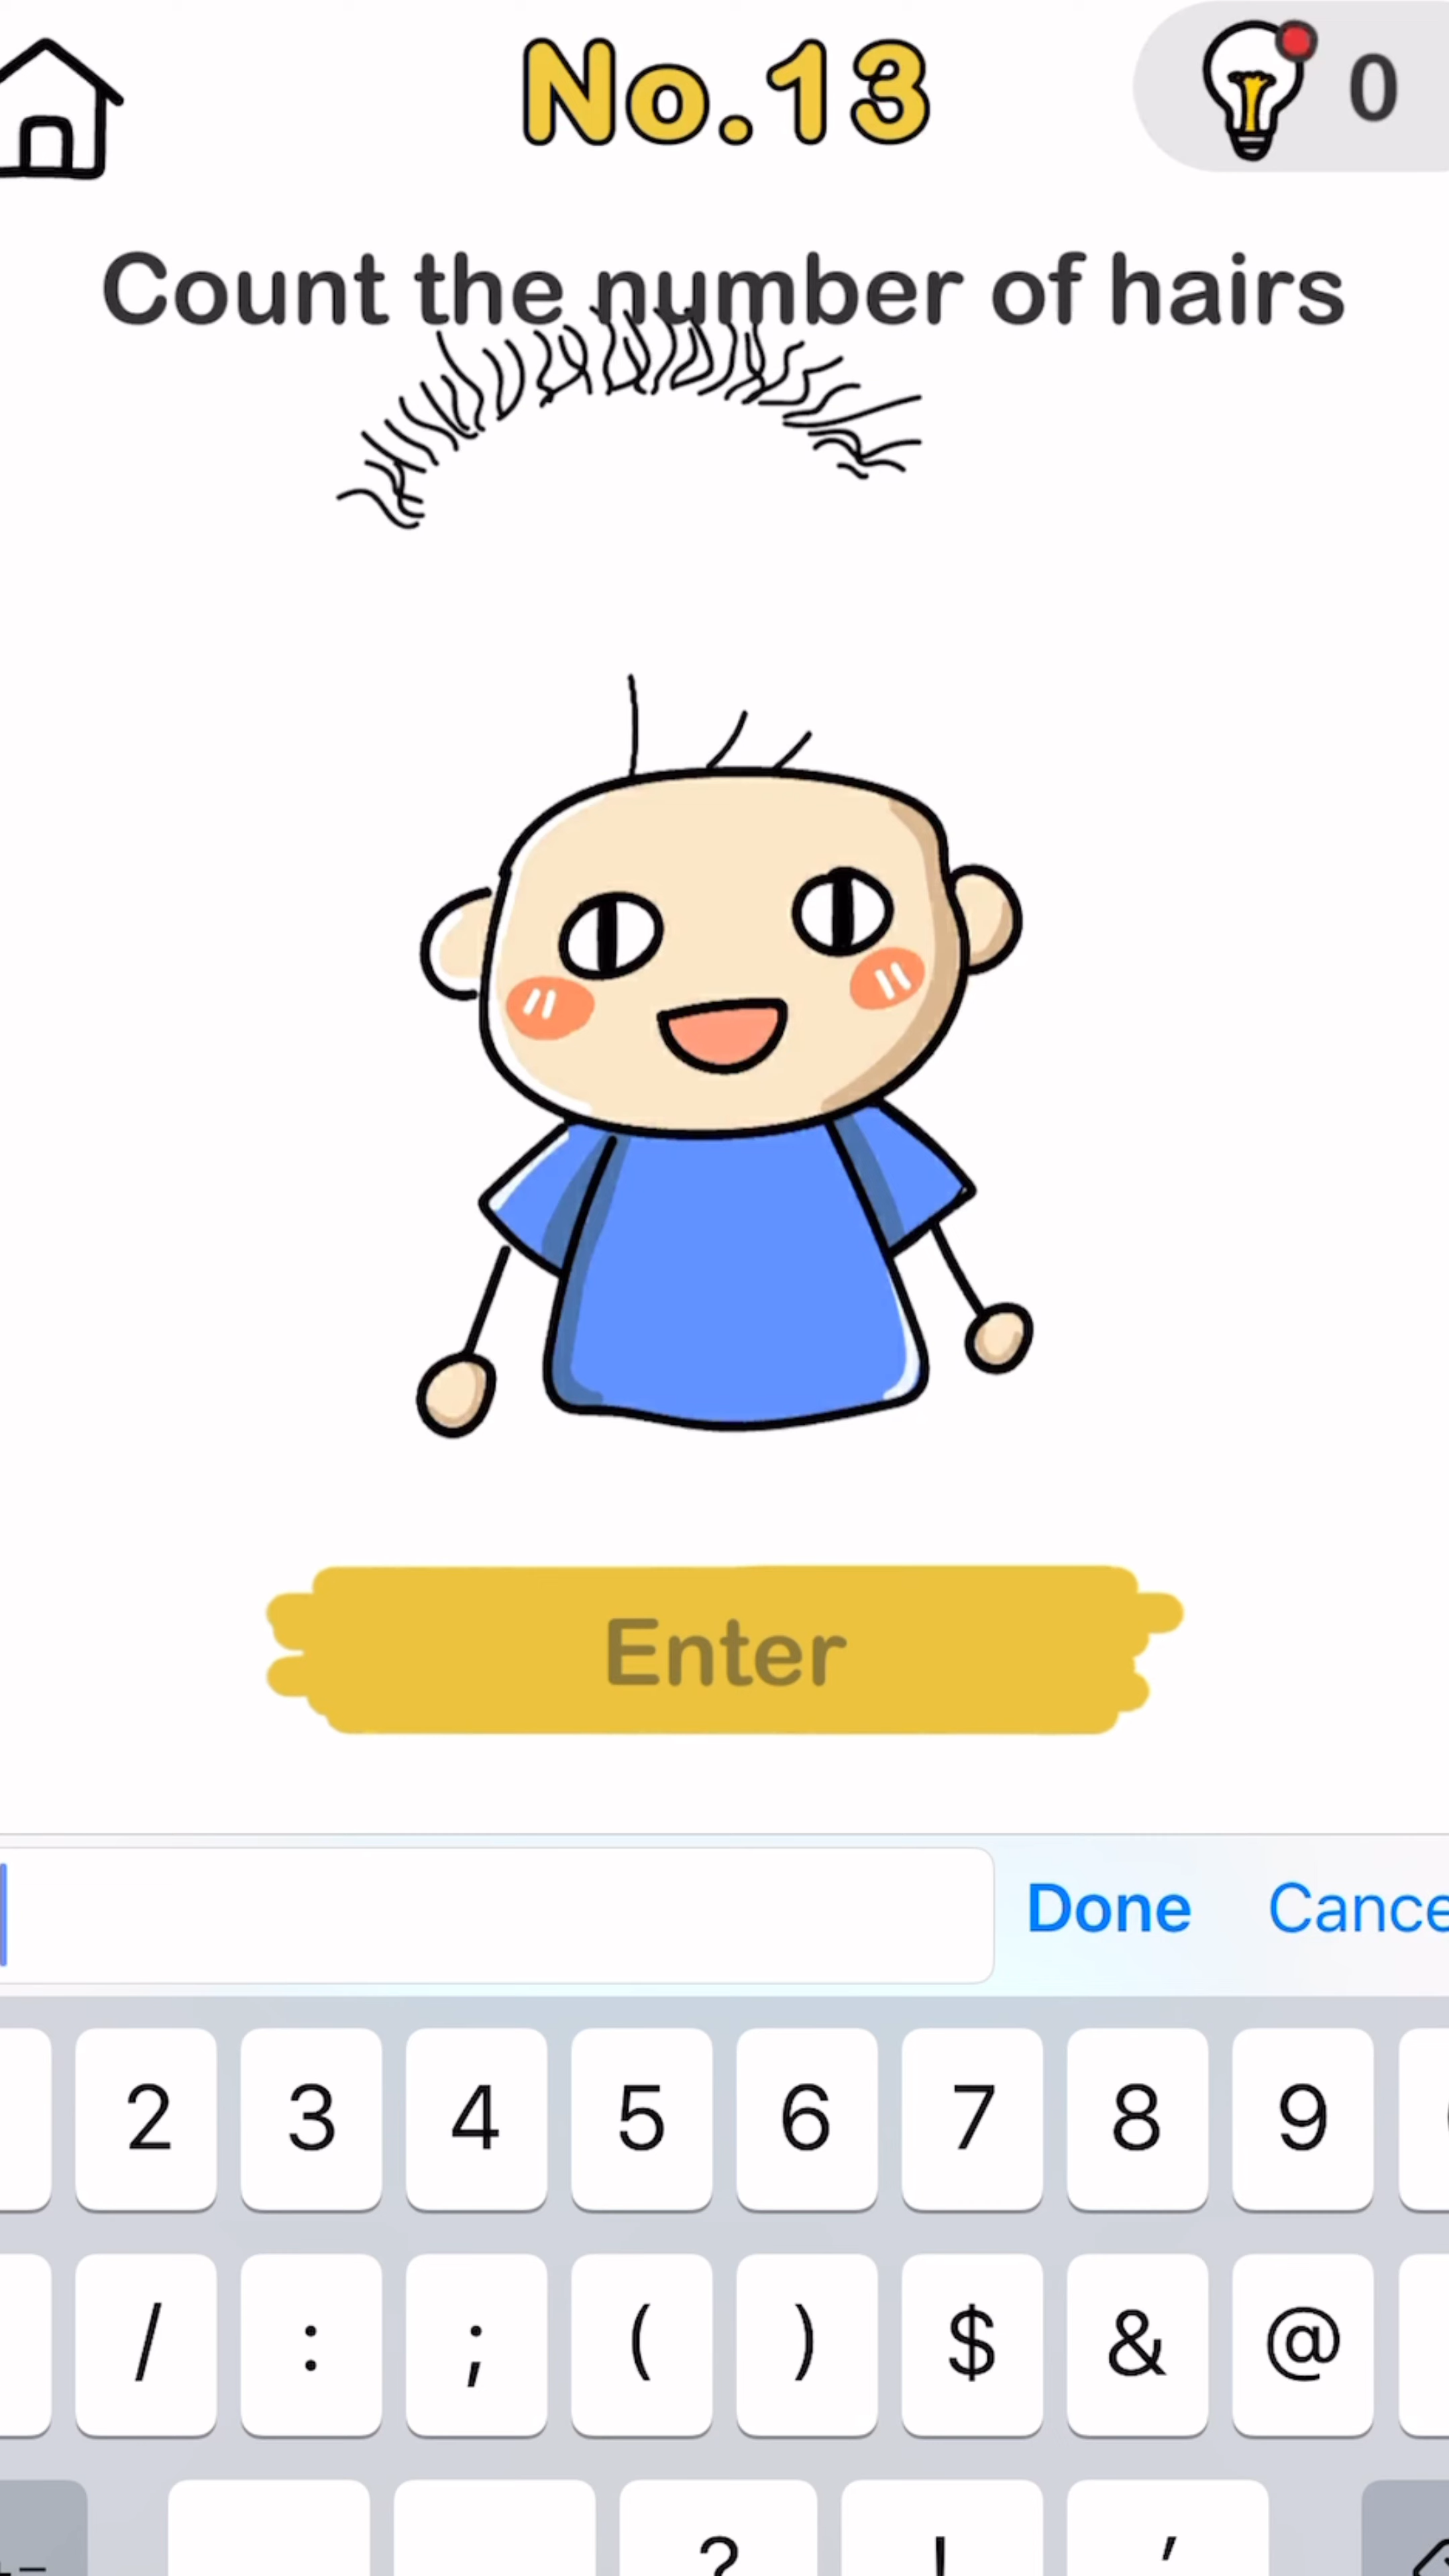 No.13
0
Count the number of hairs
Enter
Done Cance
2 3 4 5 6 7 8 9
/ : ; ( ) $ & @
? ! ′